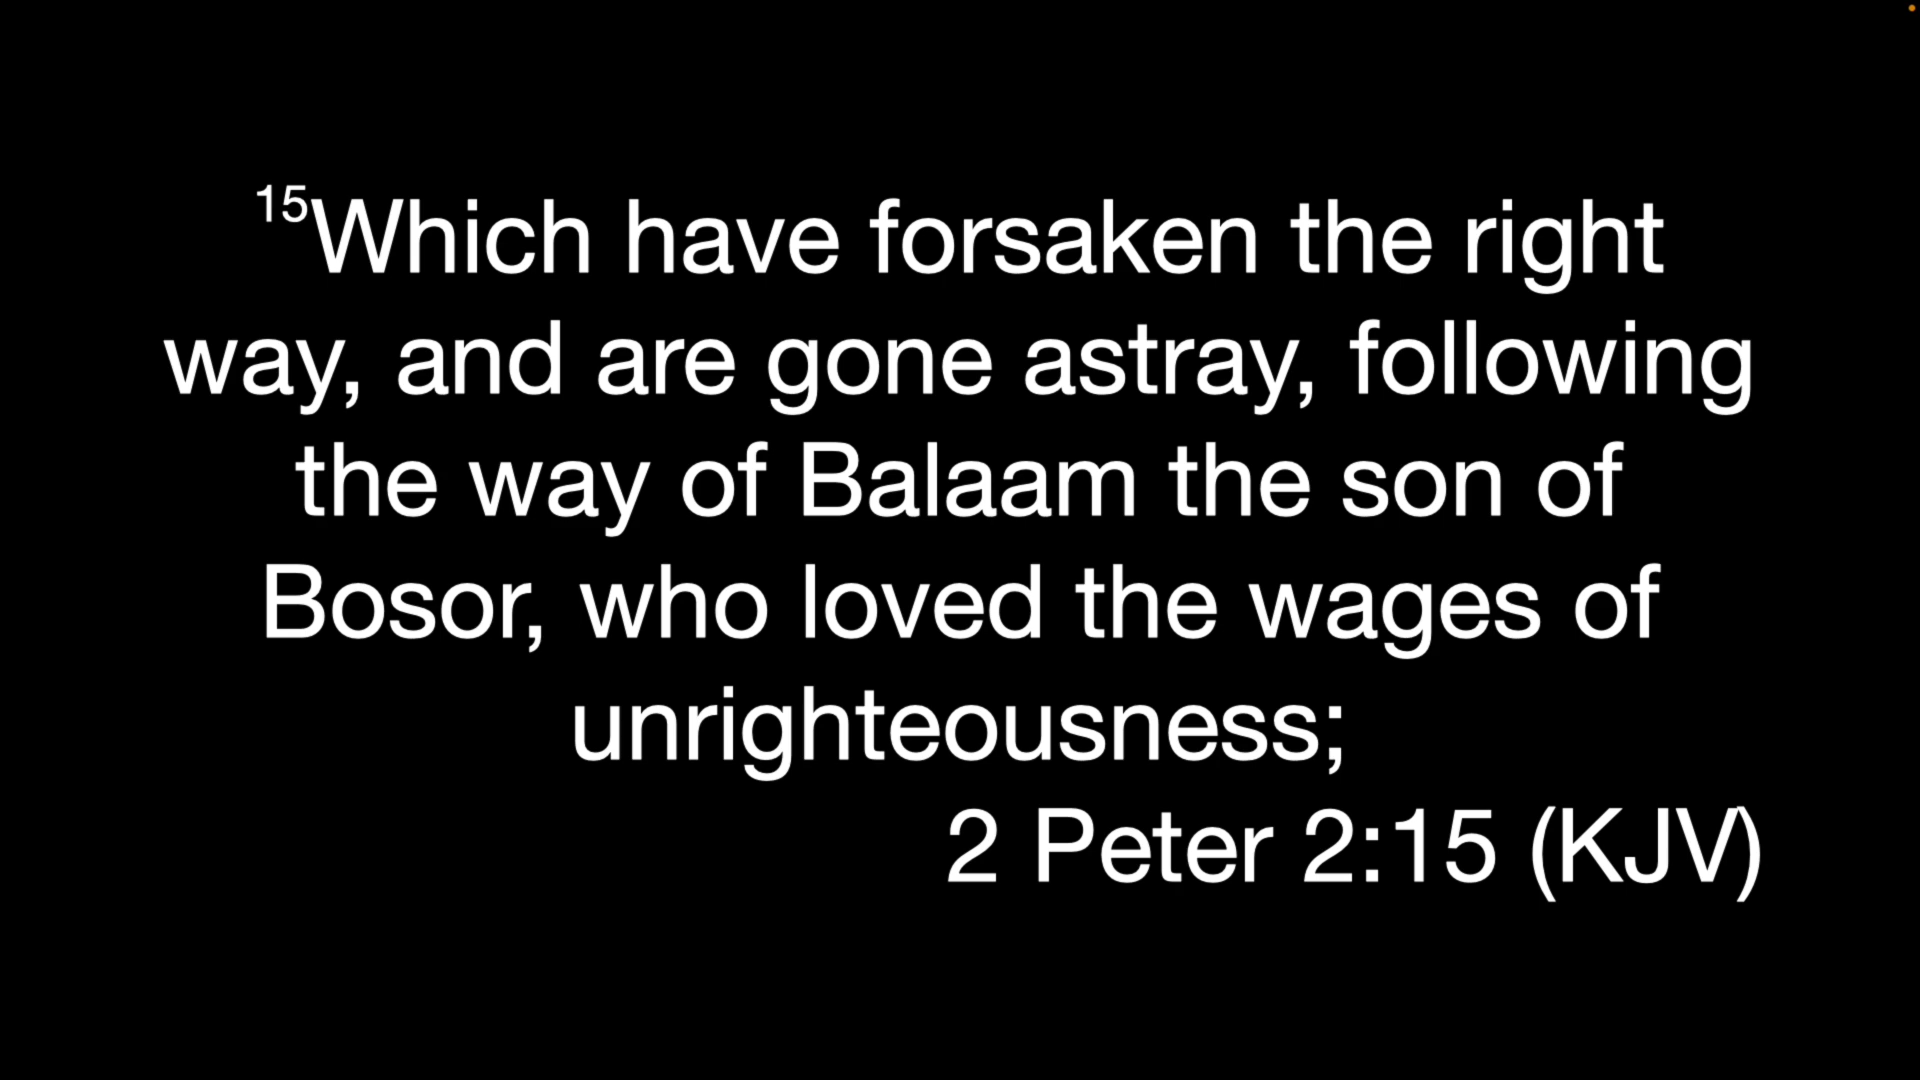 15Which have forsaken the right
way, and are gone astray, following
the way of Balaam the son of
Bosor, who loved the wages of
unrighteousness;
2 Peter 2:15 (KJV)